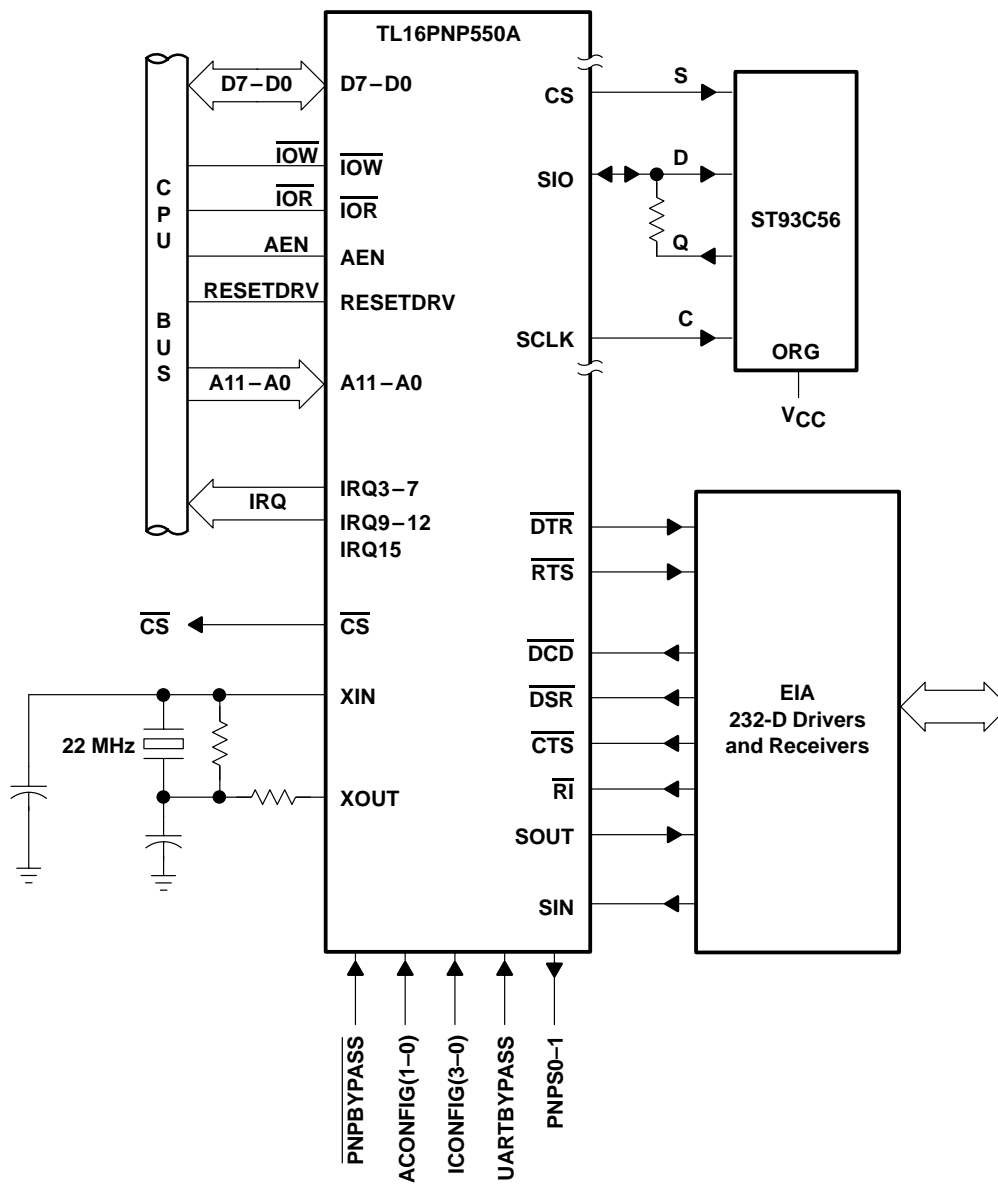 TL16PNP550A
D7–D0
D7–D0
CS
S
IOW
IOW
SIO
D
IOR
IOR
CPU BUS
ST93C56
AEN
AEN
Q
RESETDRV
RESETDRV
SCLK
C
ORG
A11–A0
A11–A0
VCC
IRQ
IRQ3–7
IRQ9–12
IRQ15
DTR
RTS
CS
CS
DCD
XIN
DSR
EIA
232-D Drivers
and Receivers
22 MHz
CTS
RI
XOUT
SOUT
SIN
PNPBYPASS
ACONFIG(1–0)
ICONFIG(3–0)
UARTBYPASS
PNPS0–1